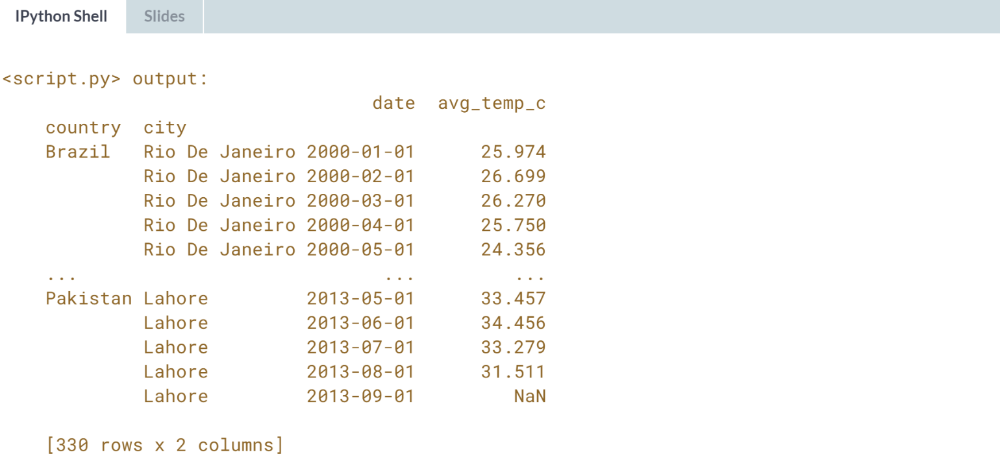 IPython Shell Slides
<script.py> output:
                                  date  avg_temp_c
    country  city
    Brazil   Rio De Janeiro 2000-01-01      25.974
             Rio De Janeiro 2000-02-01      26.699
             Rio De Janeiro 2000-03-01      26.270
             Rio De Janeiro 2000-04-01      25.750
             Rio De Janeiro 2000-05-01      24.356
    ...                            ...         ...
    Pakistan Lahore         2013-05-01      33.457
             Lahore         2013-06-01      34.456
             Lahore         2013-07-01      33.279
             Lahore         2013-08-01      31.511
             Lahore         2013-09-01         NaN
    [330 rows x 2 columns]